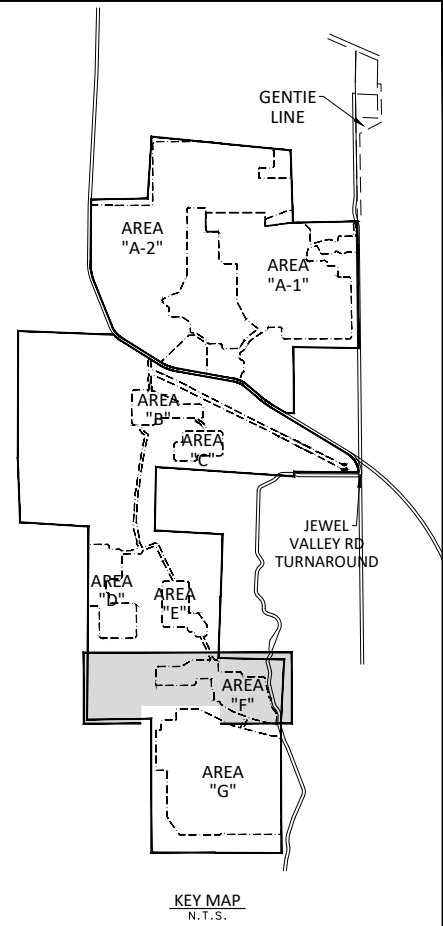 GENTIE
LINE
AREA
"A-2"
AREA
"A-1"
AREA
"B"
AREA
"C"
JEWEL
VALLEY RD
TURNAROUND
AREA
"D"
AREA
"E"
AREA
"F"
AREA
"G"
KEY MAP
N.T.S.